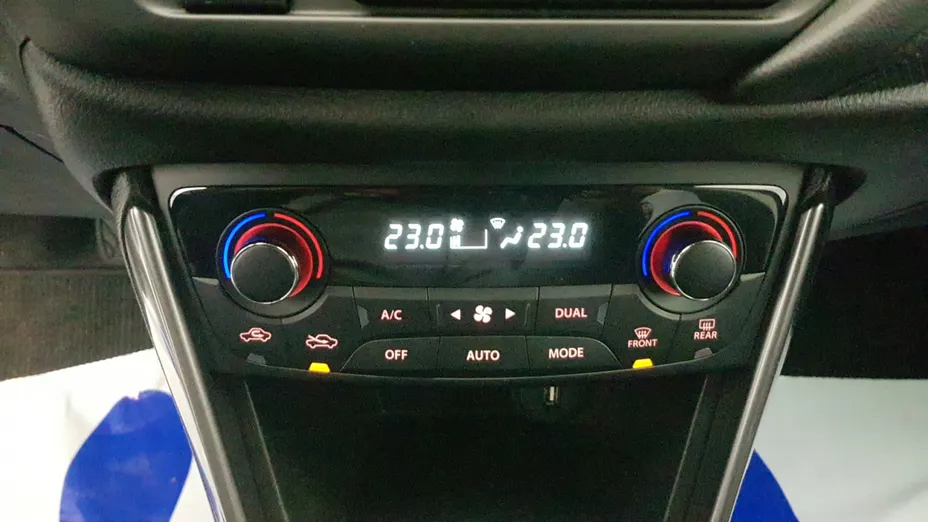 23.0 23.0
A/C DUAL
FRONT REAR
OFF AUTO MODE